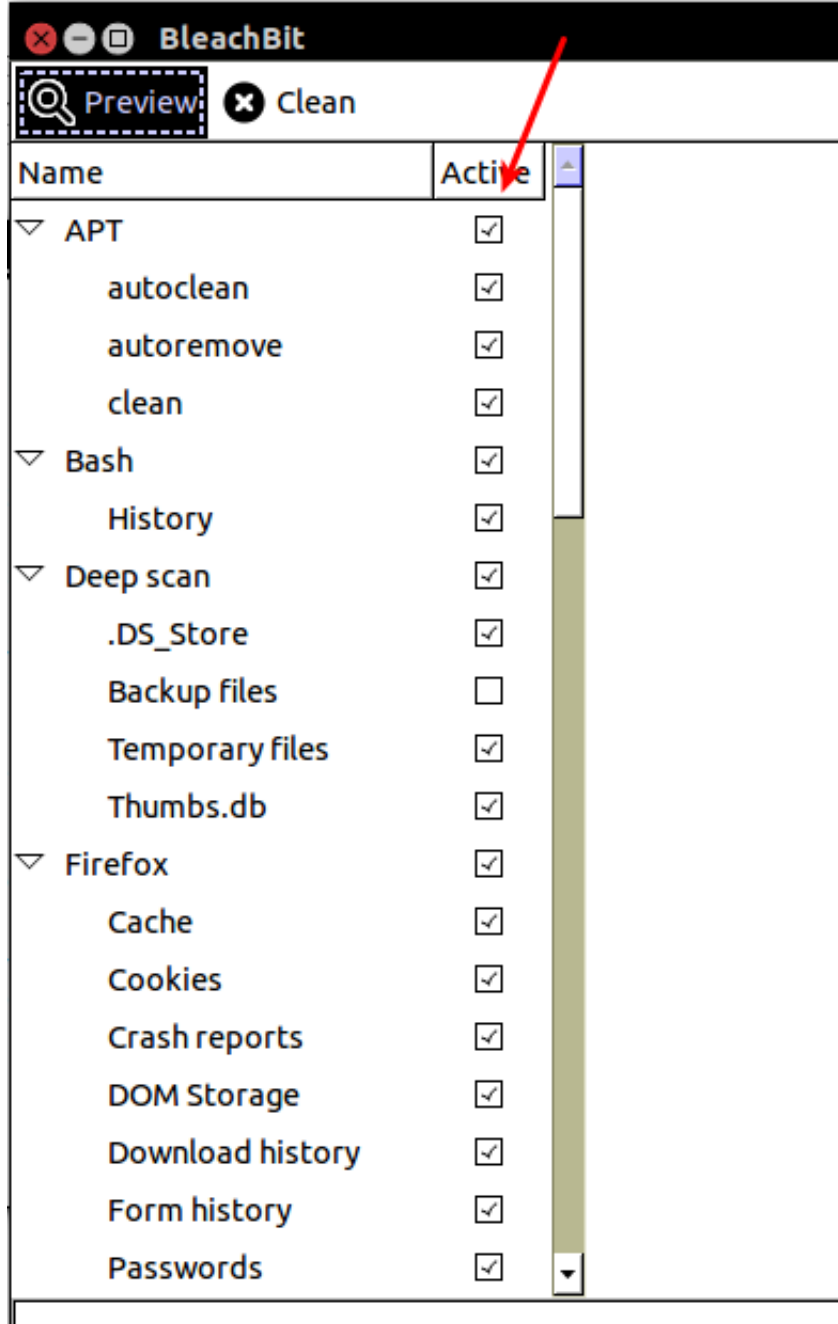 BleachBit
Preview Clean
Name Active
APT
autoclean
autoremove
clean
Bash
History
Deep scan
.DS_Store
Backup files
Temporary files
Thumbs.db
Firefox
Cache
Cookies
Crash reports
DOM Storage
Download history
Form history
Passwords